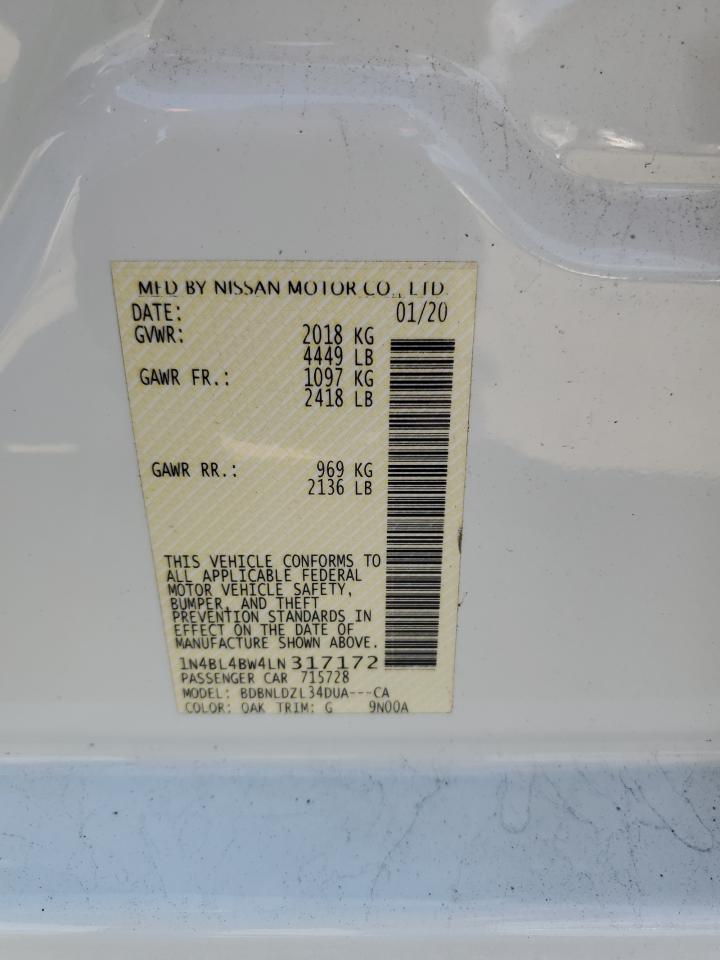 MFD BY NISSAN MOTOR CO., LTD.
DATE: 01/20
GVWR: 2018 KG
4449 LB
GAWR FR.: 1097 KG
2418 LB
GAWR RR.: 969 KG
2136 LB
THIS VEHICLE CONFORMS TO
ALL APPLICABLE FEDERAL
MOTOR VEHICLE SAFETY,
BUMPER, AND THEFT
PREVENTION STANDARDS IN
EFFECT ON THE DATE OF
MANUFACTURE SHOWN ABOVE.
1N4BL4BW4LN317172
PASSENGER CAR 715728
MODEL: BDBNLDZL34DUA---CA
COLOR: QAK TRIM: G 9N00A